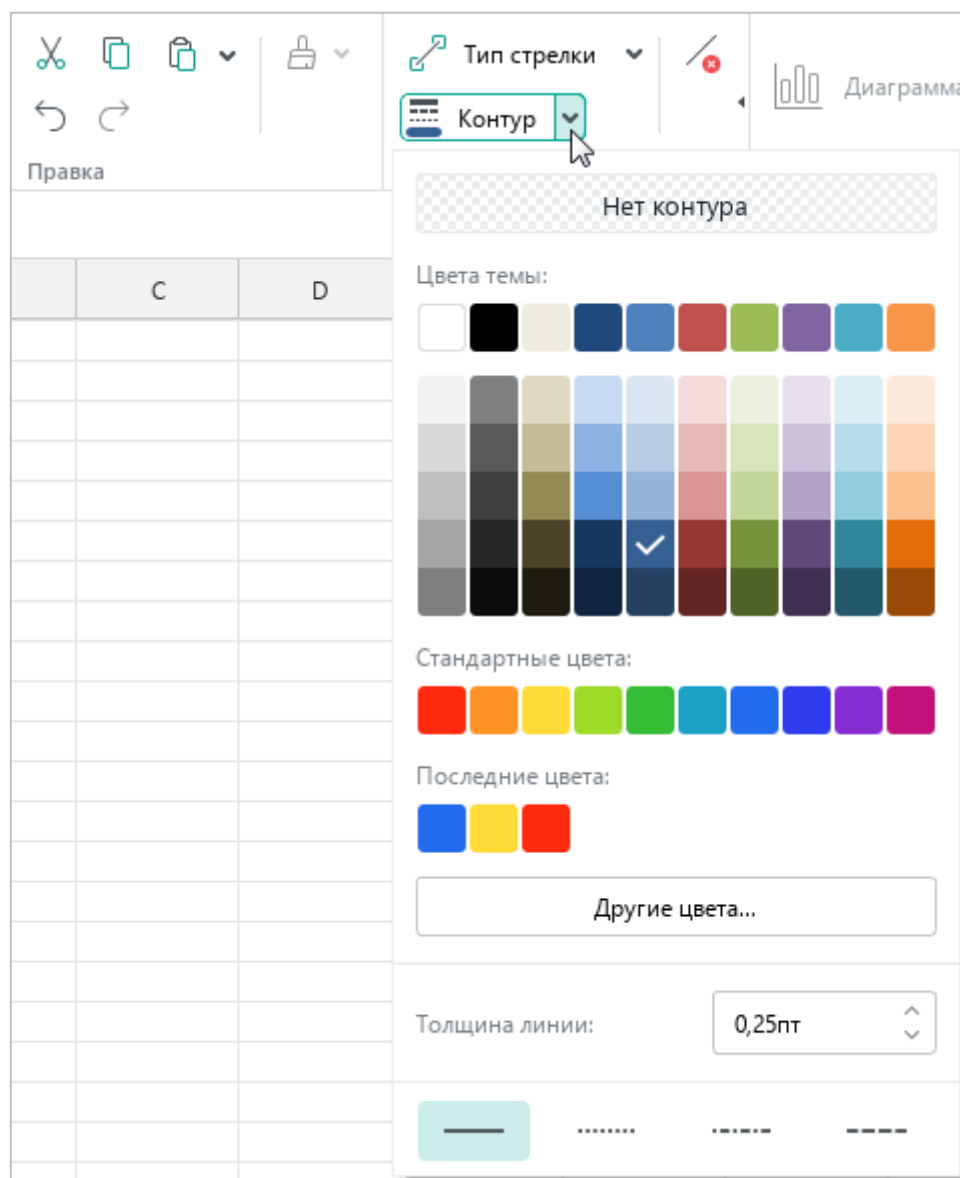 Тип стрелки
Контур
Диаграмма
Правка
Нет контура
Цвета темы:
C D
Стандартные цвета:
Последние цвета:
Другие цвета...
Толщина линии: 0,25пт